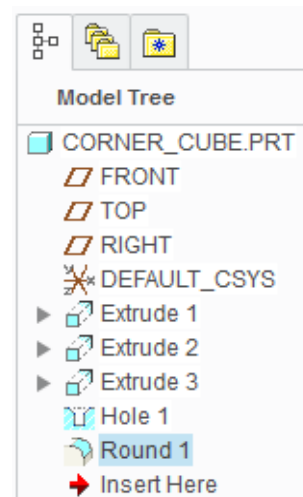 Model Tree
CORNER_CUBE.PRT
FRONT
TOP
RIGHT
DEFAULT_CSYS
Extrude 1
Extrude 2
Extrude 3
Hole 1
Round 1
Insert Here